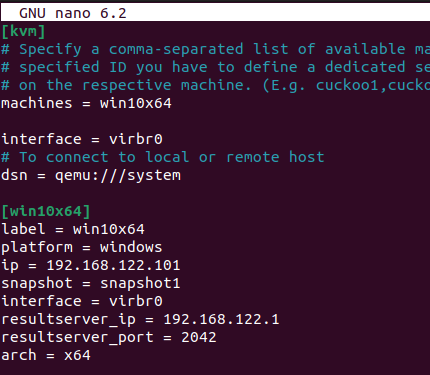 GNU nano 6.2
[kvm]
# Specify a comma-separated list of available ma
# specified ID you have to define a dedicated se
# on the respective machine. (E.g. cuckoo1,cucko
machines = win10x64
interface = virbr0
# To connect to local or remote host
dsn = qemu:///system
[win10x64]
label = win10x64
platform = windows
ip = 192.168.122.101
snapshot = snapshot1
interface = virbr0
resultserver_ip = 192.168.122.1
resultserver_port = 2042
arch = x64